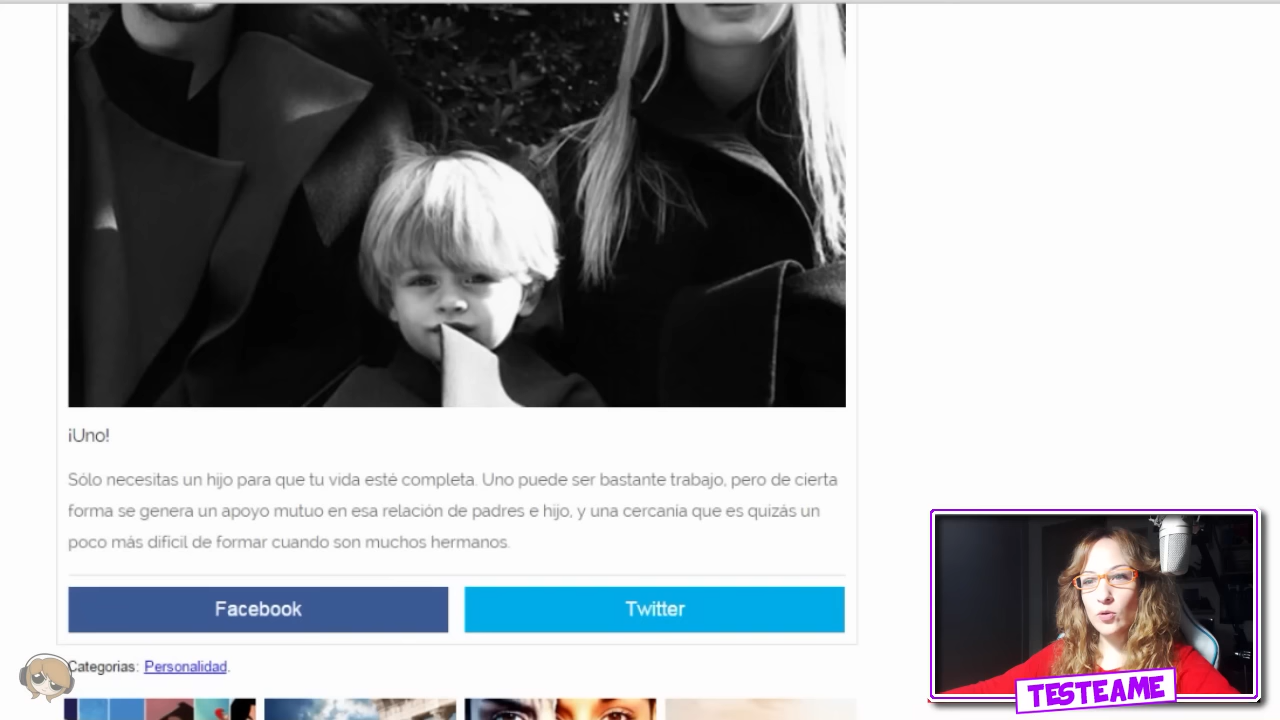 ¡Uno!
Sólo necesitas un hijo para que tu vida esté completa. Uno puede ser bastante trabajo, pero de cierta
forma se genera un apoyo mutuo en esa relación de padres e hijo, y una cercanía que es quizás un
poco más difícil de formar cuando son muchos hermanos.
Facebook
Twitter
Categorias: Personalidad.
TESTEAME